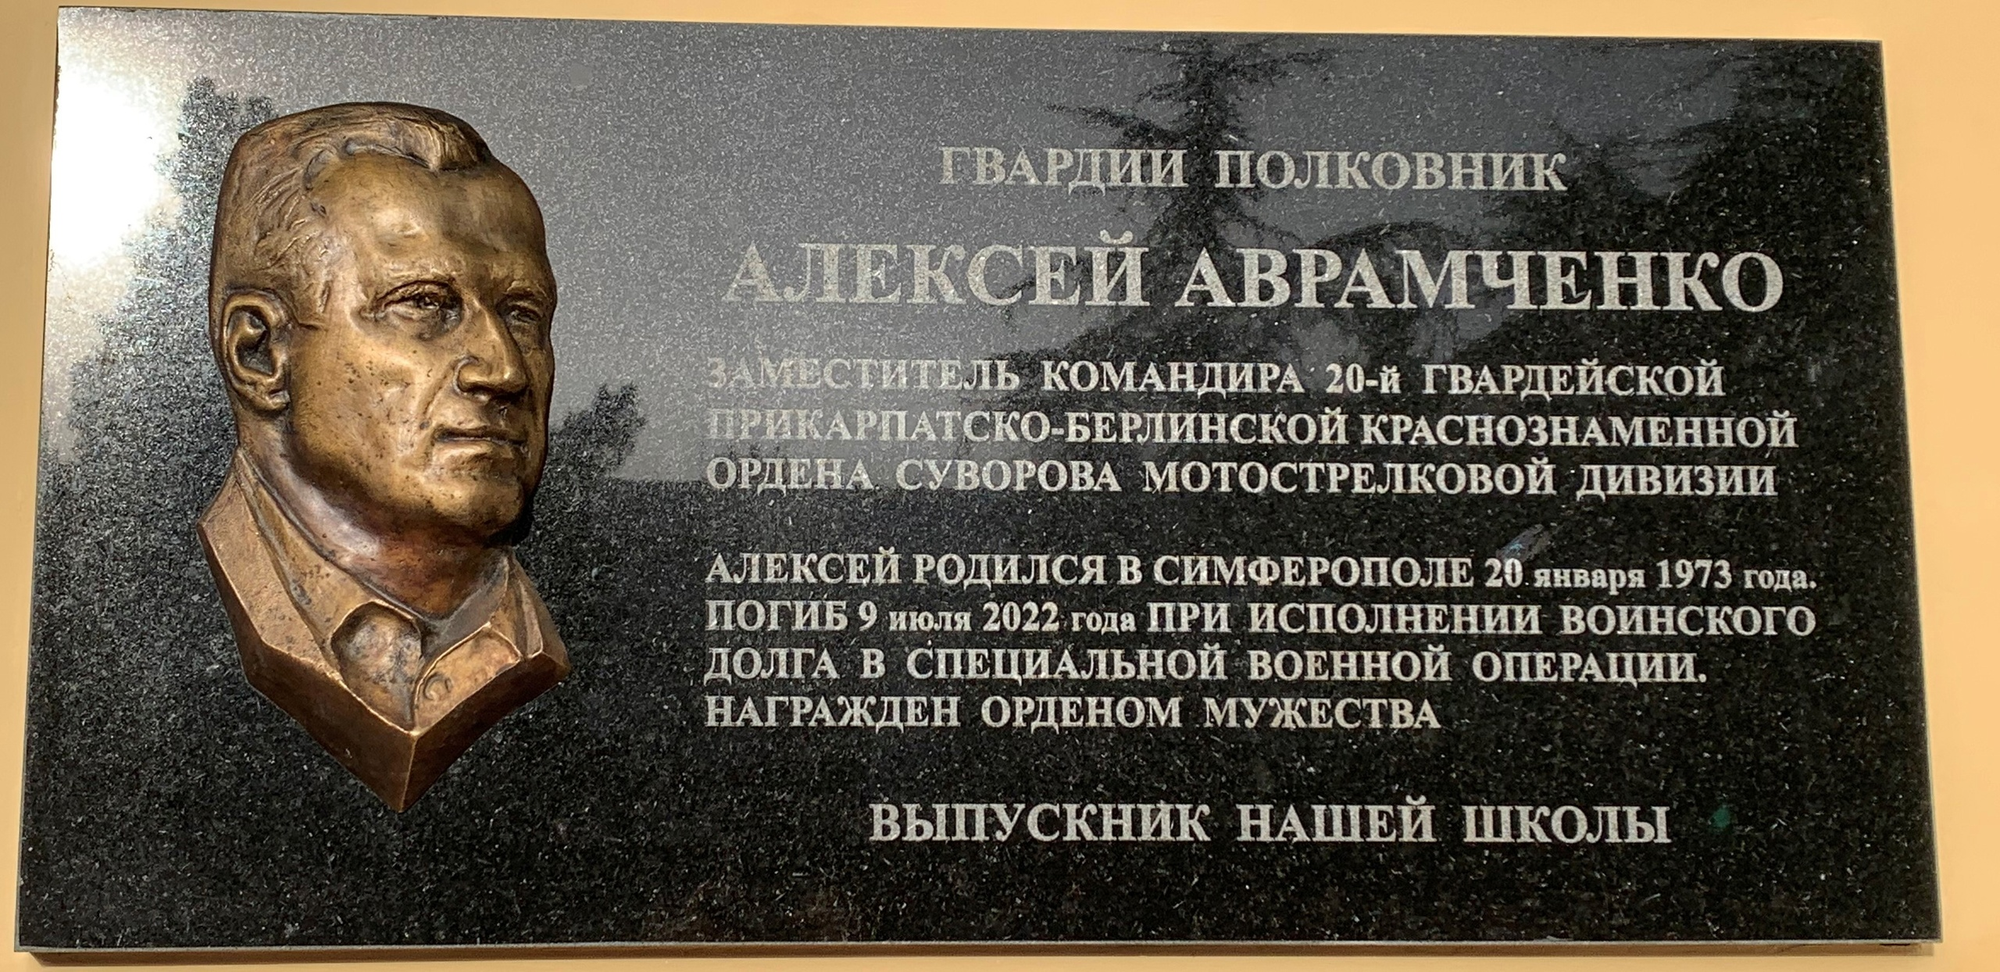 ГВАРДИИ ПОЛКОВНИК
АЛЕКСЕЙ АВРАМЧЕНКО
ЗАМЕСТИТЕЛЬ КОМАНДИРА 20-й ГВАРДЕЙСКОЙ
ПРИКАРПАТСКО-БЕРЛИНСКОЙ КРАСНОЗНАМЕННОЙ
ОРДЕНА СУВОРОВА МОТОСТРЕЛКОВОЙ ДИВИЗИИ
АЛЕКСЕЙ РОДИЛСЯ В СИМФЕРОПОЛЕ 20 января 1973 года.
ПОГИБ 9 июля 2022 года ПРИ ИСПОЛНЕНИИ ВОИНСКОГО
ДОЛГА В СПЕЦИАЛЬНОЙ ВОЕННОЙ ОПЕРАЦИИ.
НАГРАЖДЕН ОРДЕНОМ МУЖЕСТВА
ВЫПУСКНИК НАШЕЙ ШКОЛЫ